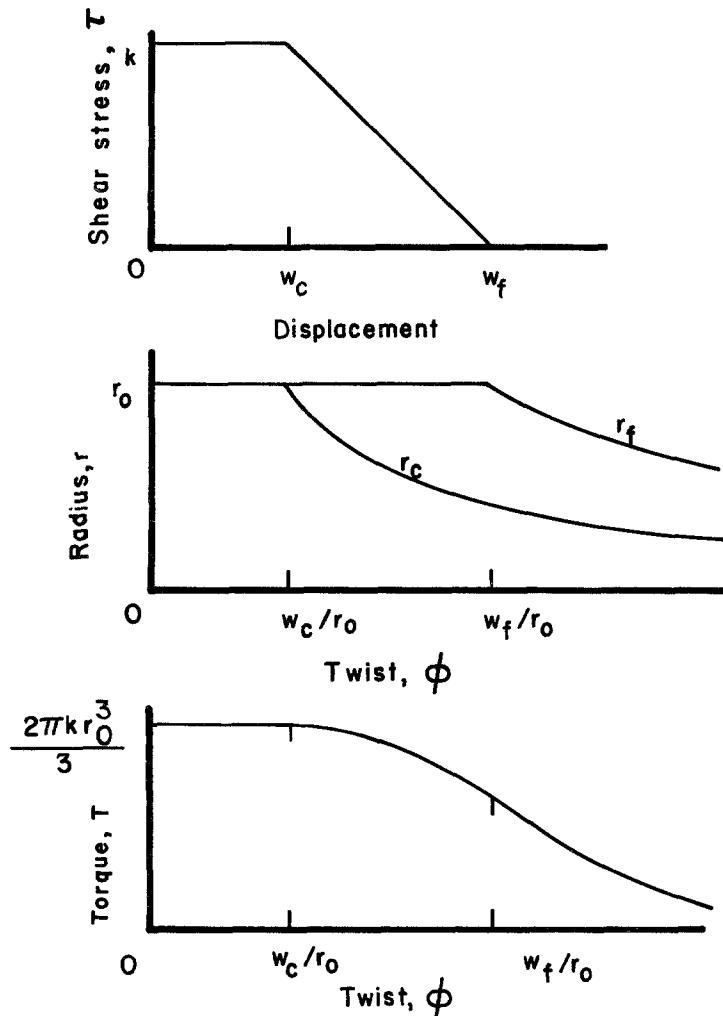 Shear stress, τ
k
O
w_c
w_f
Displacement
Radius, r
r_o
r_c
r_f
O
w_c/r_o
w_f/r_o
Twist, ϕ
Torque, T
2πkr_o^3
3
O
w_c/r_o
w_f/r_o
Twist, ϕ